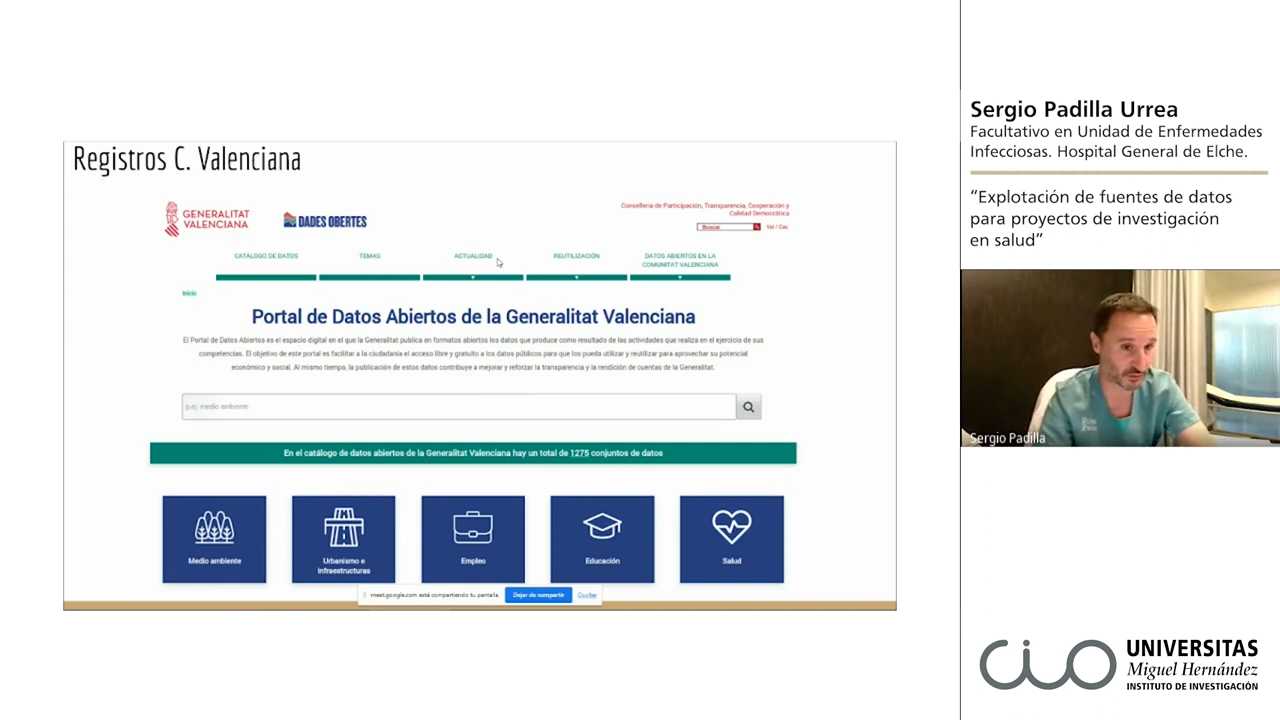 Registros C. Valenciana
GENERALITAT
VALENCIANA
DADES OBERTES
Conselleria de Participación, Transparencia, Cooperación y
Calidad Democrática
Buscar
Val / Cas
CATÁLOGO DE DATOS
TEMAS
ACTUALIDAD
REUTILIZACIÓN
DATOS ABIERTOS EN LA
COMUNITAT VALENCIANA
Inicio
Portal de Datos Abiertos de la Generalitat Valenciana
El Portal de Datos Abiertos es el espacio digital en el que la Generalitat publica en formatos abiertos los datos que produce como resultado de las actividades que realiza en el ejercicio de sus
competencias. El objetivo de este portal es facilitar a la ciudadanía el acceso libre y gratuito a los datos públicos para que los pueda utilizar y reutilizar para aprovechar su potencial
económico y social. Al mismo tiempo, la publicación de estos datos contribuye a mejorar y reforzar la transparencia y la rendición de cuentas de la Generalitat.
p.ej. medio ambiente
En el catálogo de datos abiertos de la Generalitat Valenciana hay un total de 1275 conjuntos de datos
Medio ambiente
Urbanismo e
infraestructuras
Empleo
Educación
Salud
meet.google.com está compartiendo tu pantalla.
Dejar de compartir
Ocultar
Sergio Padilla Urrea
Facultativo en Unidad de Enfermedades
Infecciosas. Hospital General de Elche.
“Explotación de fuentes de datos
para proyectos de investigación
en salud”
Sergio Padilla
cio
UNIVERSITAS
Miguel Hernández
INSTITUTO DE INVESTIGACIÓN